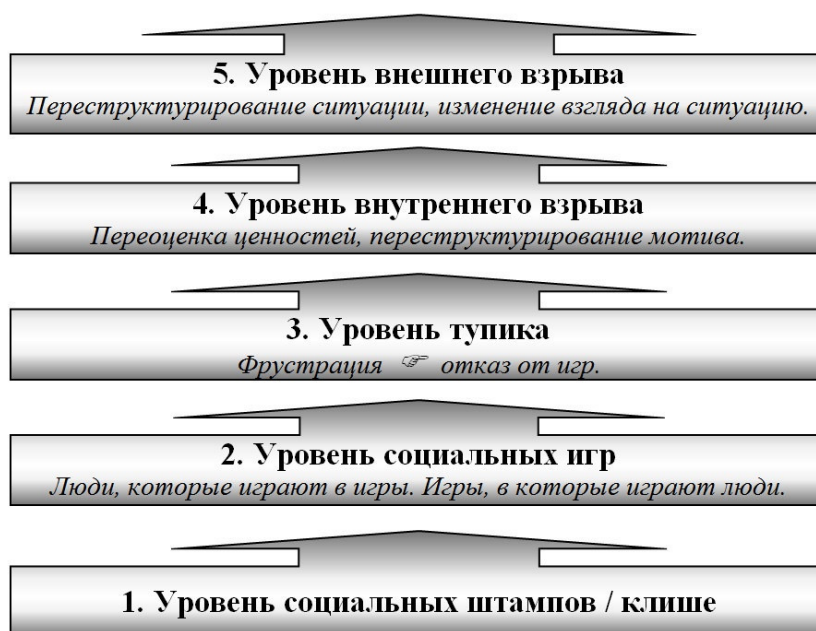 5. Уровень внешнего взрыва
Переструктурирование ситуации, изменение взгляда на ситуацию.
4. Уровень внутреннего взрыва
Переоценка ценностей, переструктурирование мотива.
3. Уровень тупика
Фрустрация ☞ отказ от игр.
2. Уровень социальных игр
Люди, которые играют в игры. Игры, в которые играют люди.
1. Уровень социальных штампов / клише